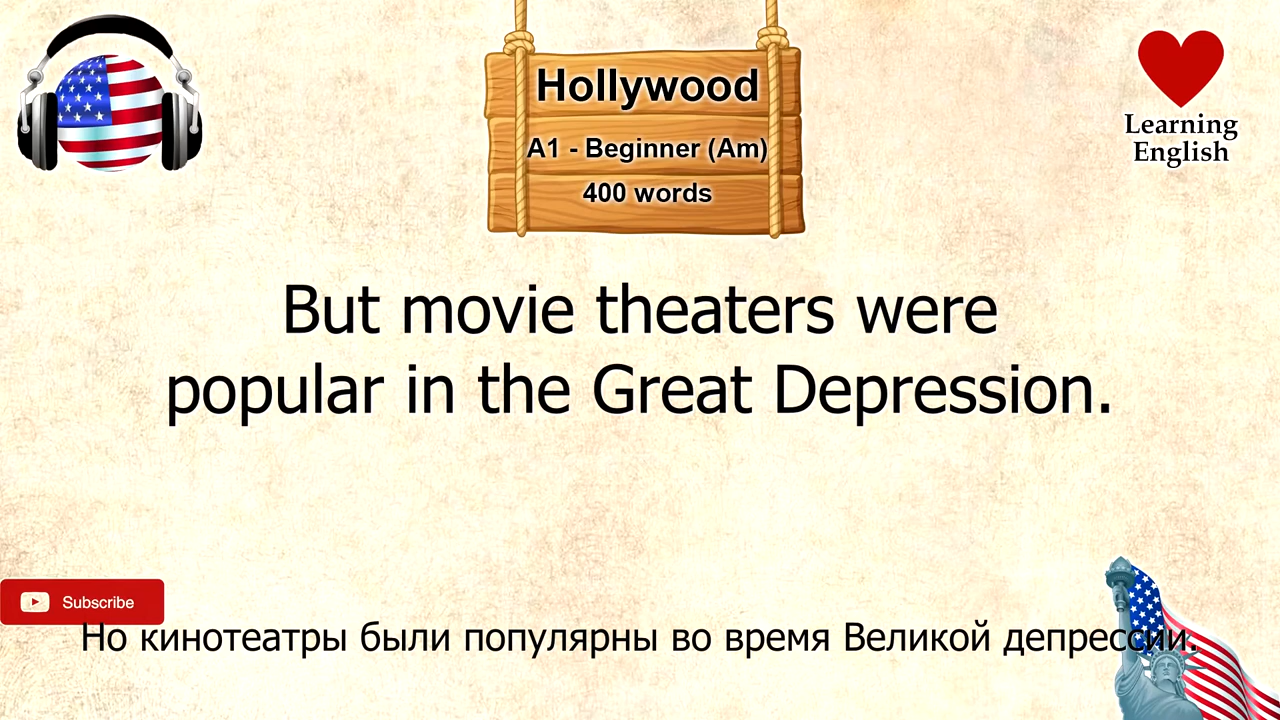 Hollywood
A1 - Beginner (Am)
400 words
Learning
English
But movie theaters were
popular in the Great Depression.
Subscribe
Но кинотеатры были популярны во время Великой депрессии.